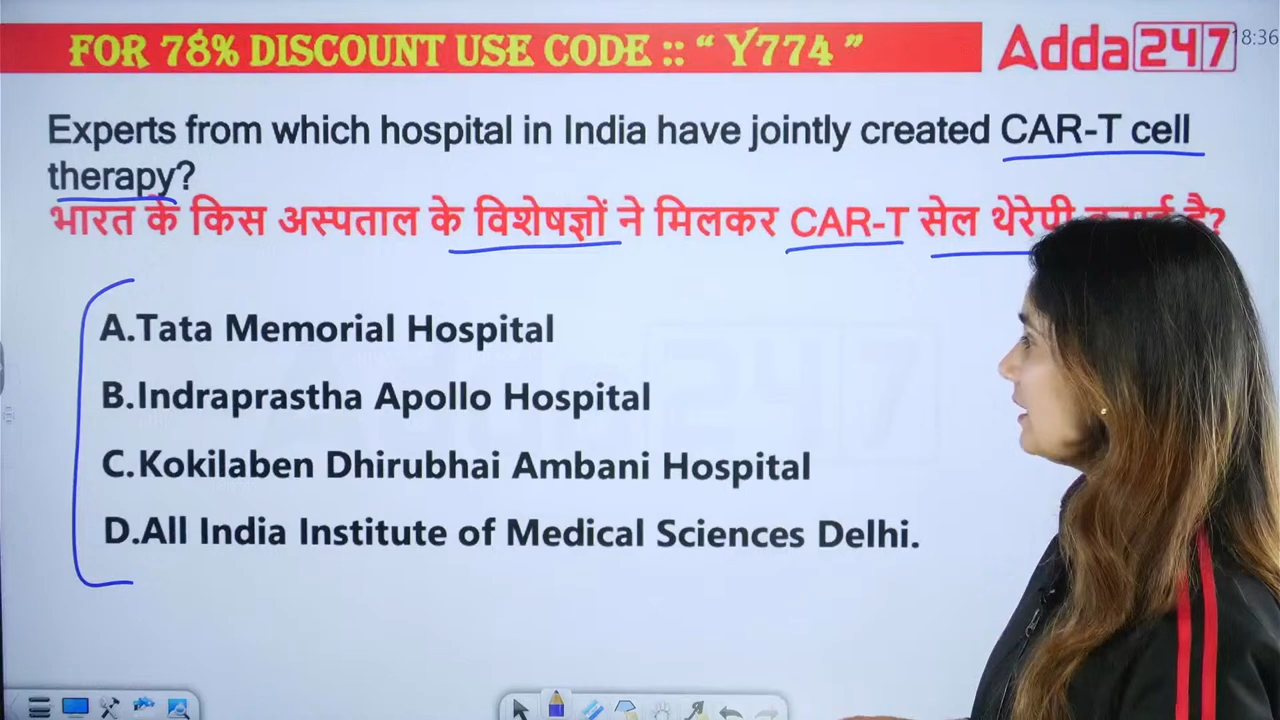 FOR 78% DISCOUNT USE CODE :: “ Y774 ”
Adda247
18:36
Experts from which hospital in India have jointly created CAR-T cell
therapy?
भारत के किस अस्पताल के विशेषज्ञों ने मिलकर CAR-T सेल थेरेपी है?
A.Tata Memorial Hospital
B.Indraprastha Apollo Hospital
C.Kokilaben Dhirubhai Ambani Hospital
D.All India Institute of Medical Sciences Delhi.